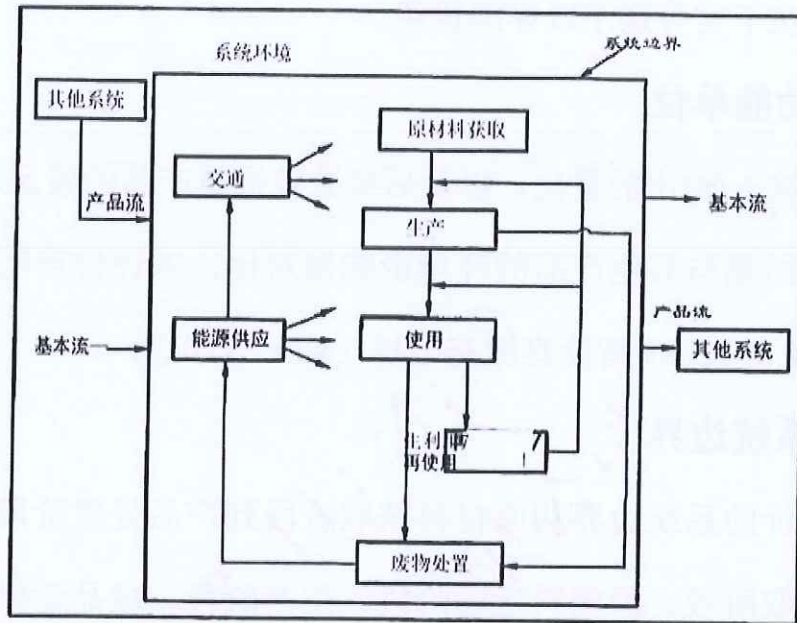 系统环境
系统边界
其他系统
原材料获取
交通
产品流
基本流
生产
产品流
能源供应
使用
基本流
其他系统
再使用
废物处置